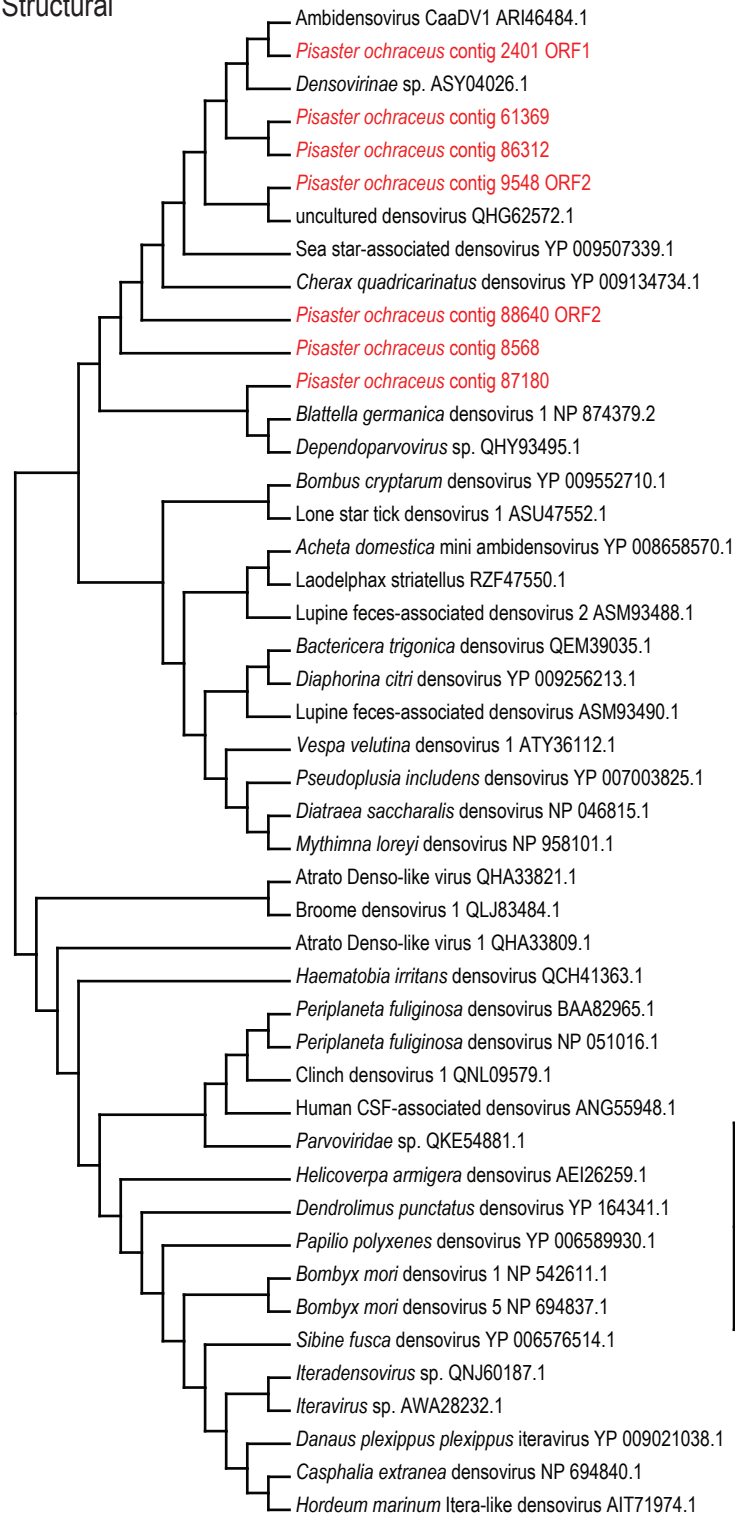 Structural
Ambidensovirus CaaDV1 ARI46484.1
Pisaster ochraceus contig 2401 ORF1
Densovirinae sp. ASY04026.1
Pisaster ochraceus contig 61369
Pisaster ochraceus contig 86312
Pisaster ochraceus contig 9548 ORF2
uncultured densovirus QHG62572.1
Sea star-associated densovirus YP 009507339.1
Cherax quadricarinatus densovirus YP 009134734.1
Pisaster ochraceus contig 88640 ORF2
Pisaster ochraceus contig 8568
Pisaster ochraceus contig 87180
Blattella germanica densovirus 1 NP 874379.2
Dependoparvovirus sp. QHY93495.1
Bombus cryptarum densovirus YP 009552710.1
Lone star tick densovirus 1 ASU47552.1
Acheta domestica mini ambidensovirus YP 008658570.1
Laodelphax striatellus RZF47550.1
Lupine feces-associated densovirus 2 ASM93488.1
Bactericera trigonica densovirus QEM39035.1
Diaphorina citri densovirus YP 009256213.1
Lupine feces-associated densovirus ASM93490.1
Vespa velutina densovirus 1 ATY36112.1
Pseudoplusia includens densovirus YP 007003825.1
Diatraea saccharalis densovirus NP 046815.1
Mythimna loreyi densovirus NP 958101.1
Atrato Denso-like virus QHA33821.1
Broome densovirus 1 QLJ83484.1
Atrato Denso-like virus 1 QHA33809.1
Haematobia irritans densovirus QCH41363.1
Periplaneta fuliginosa densovirus BAA82965.1
Periplaneta fuliginosa densovirus NP 051016.1
Clinch densovirus 1 QNL09579.1
Human CSF-associated densovirus ANG55948.1
Parvoviridae sp. QKE54881.1
Helicoverpa armigera densovirus AEI26259.1
Dendrolimus punctatus densovirus YP 164341.1
Papilio polyxenes densovirus YP 006589930.1
Bombyx mori densovirus 1 NP 542611.1
Bombyx mori densovirus 5 NP 694837.1
Sibine fusca densovirus YP 006576514.1
Iteradensovirus sp. QNJ60187.1
Iteravirus sp. AWA28232.1
Danaus plexippus plexippus iteravirus YP 009021038.1
Casphalia extranea densovirus NP 694840.1
Hordeum marinum Itera-like densovirus AIT71974.1